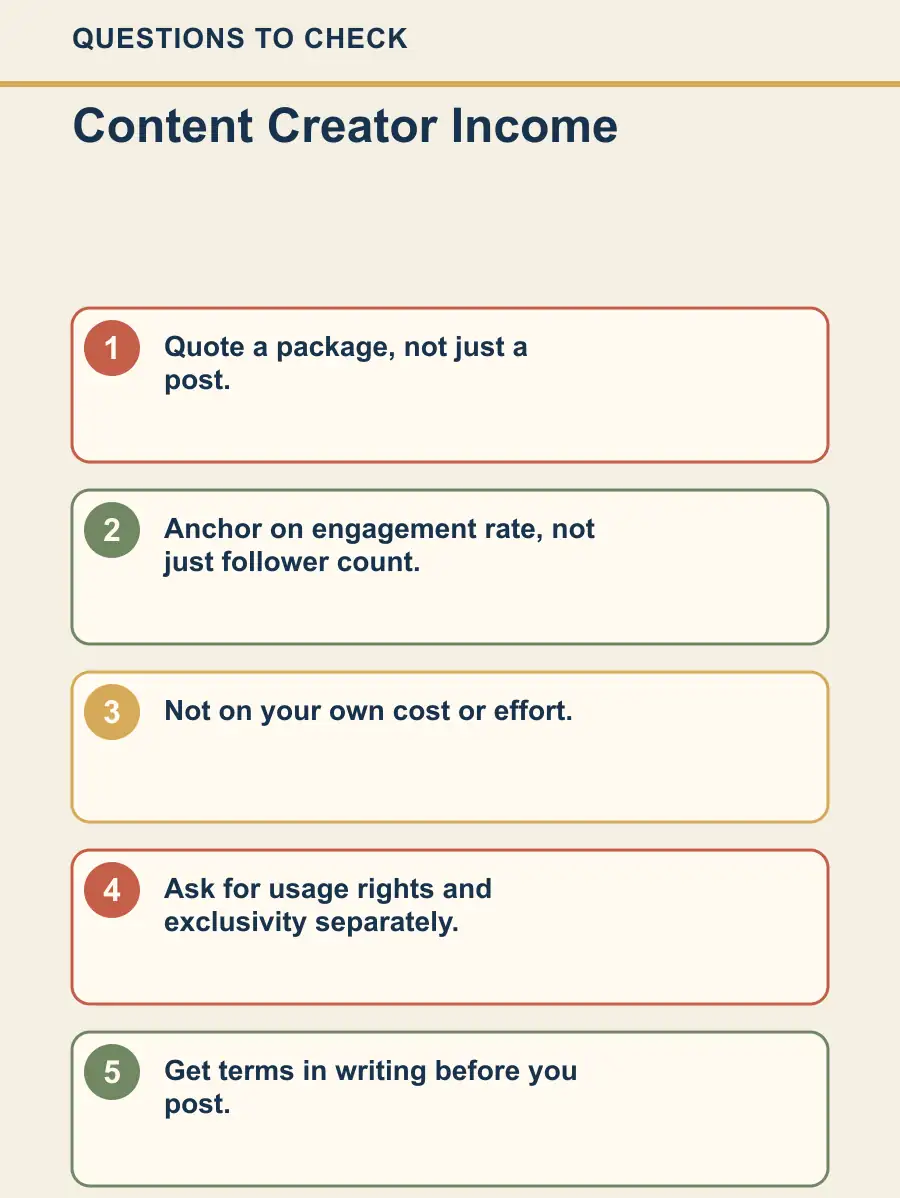 QUESTIONS TO CHECK
Content Creator Income
1
Quote a package, not just a
post.
2
Anchor on engagement rate, not
just follower count.
3
Not on your own cost or effort.
4
Ask for usage rights and
exclusivity separately.
5
Get terms in writing before you
post.